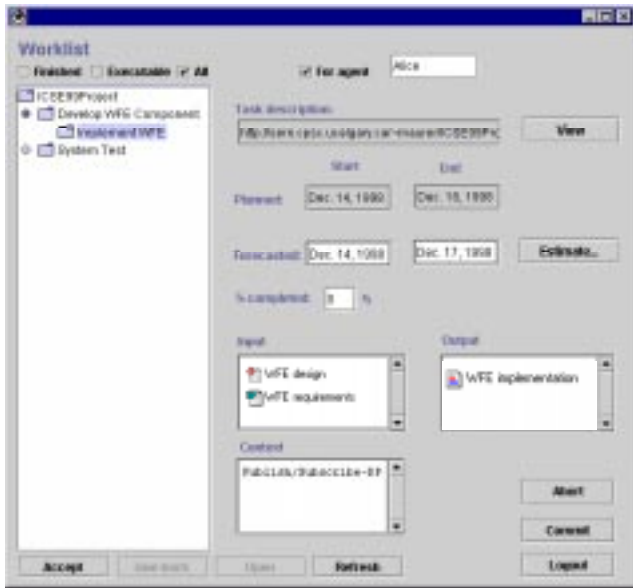 Worklist
Finished Executable All
For agent Alice
ICSE99Project
Develop WFE Component
Implement WFE
System Test
Task description:
View
Start End
Planned: Dec. 14, 1998 Dec. 18, 1998
Forecasted: Dec. 14, 1998 Dec. 17, 1998 Estimate...
% completed: %
Input Output
WFE design
WFE requirements
WFE implementation
Context
Publish/Subscribe-DP
Abort
Commit
Accept Open Refresh Logout